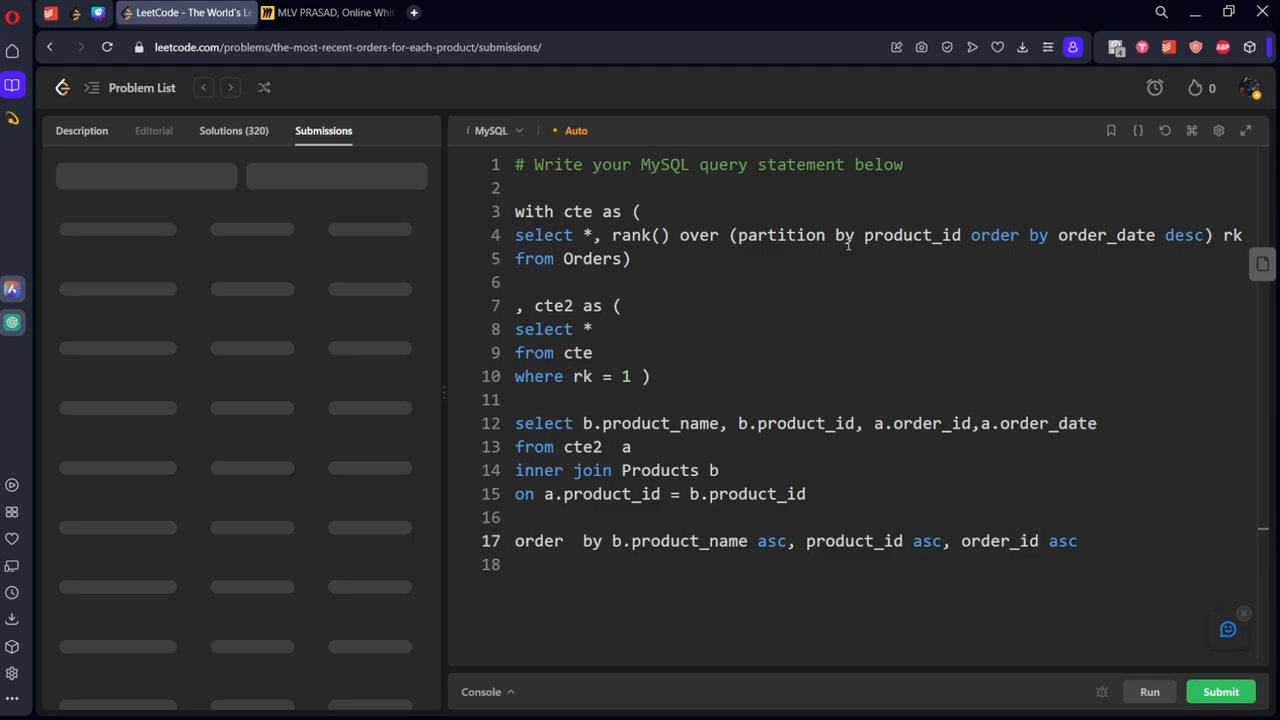 LeetCode - The World's Le
MLV PRASAD, Online Whit
leetcode.com/problems/the-most-recent-orders-for-each-product/submissions/
Problem List
0
Description Editorial Solutions (320) Submissions
i MySQL • Auto
1 # Write your MySQL query statement below
2
3 with cte as (
4 select *, rank() over (partition by product_id order by order_date desc) rk
5 from Orders)
6
7 , cte2 as (
8 select *
9 from cte
10 where rk = 1 )
11
12 select b.product_name, b.product_id, a.order_id,a.order_date
13 from cte2  a
14 inner join Products b
15 on a.product_id = b.product_id
16
17 order  by b.product_name asc, product_id asc, order_id asc
18
Console Run Submit